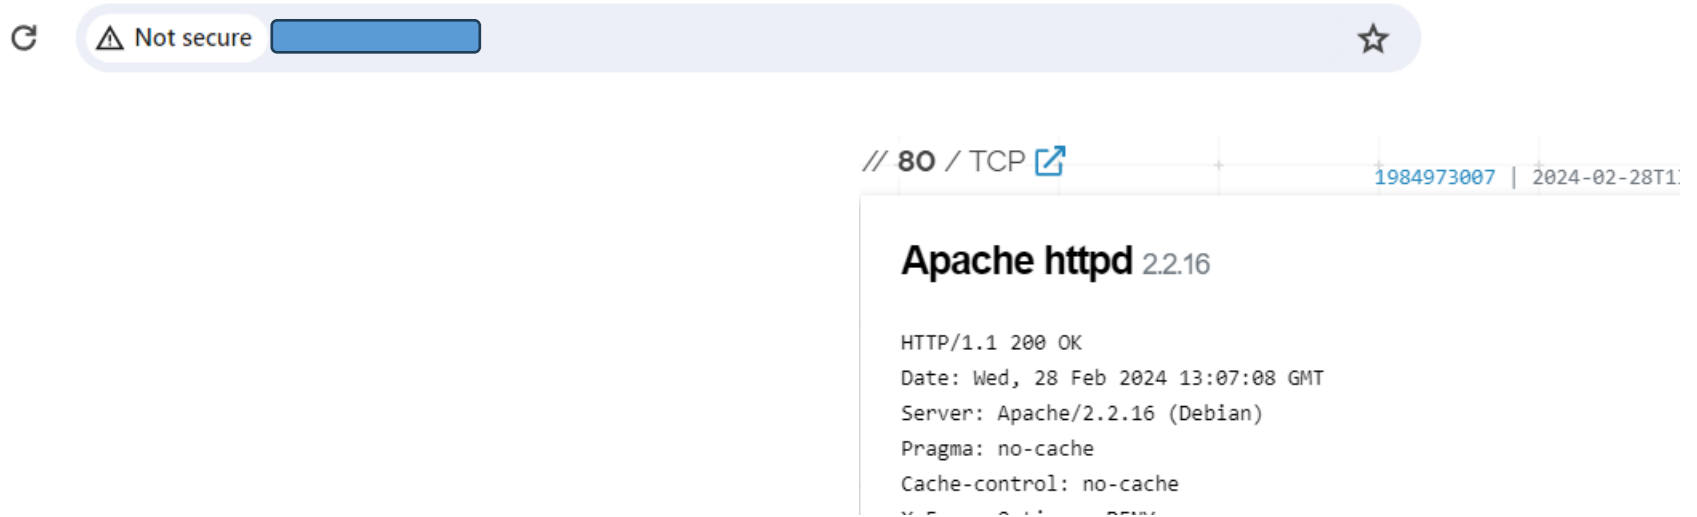 Not secure
// 80 / TCP
1984973007 | 2024-02-28T1
Apache httpd 2.2.16
HTTP/1.1 200 OK
Date: Wed, 28 Feb 2024 13:07:08 GMT
Server: Apache/2.2.16 (Debian)
Pragma: no-cache
Cache-control: no-cache